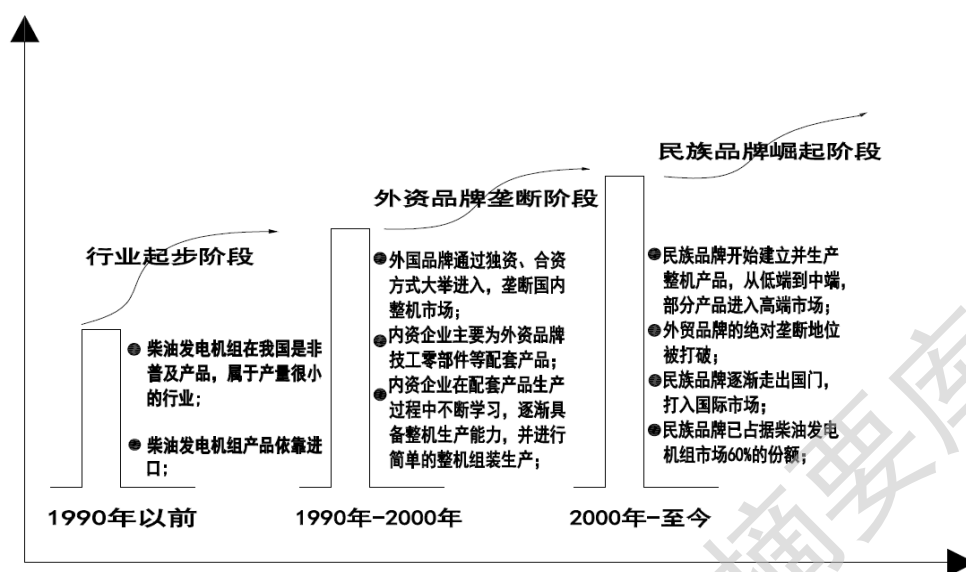 行业起步阶段
柴油发电机组在我国是非
普及产品，属于产量很小
的行业；
柴油发电机组产品依靠进
口；
1990年以前
外资品牌垄断阶段
外国品牌通过独资、合资
方式大举进入，垄断国内
整机市场；
内资企业主要为外资品牌
技工零部件等配套产品；
内资企业在配套产品生产
过程中不断学习，逐渐具
备整机生产能力，并进行
简单的整机组装生产；
1990年-2000年
民族品牌崛起阶段
民族品牌开始建立并生产
整机产品，从低端到中端，
部分产品进入高端市场；
外贸品牌的绝对垄断地位
被打破；
民族品牌逐渐走出国门，
打入国际市场；
民族品牌已占据柴油发电
机组市场60%的份额；
2000年-至今
摘要库